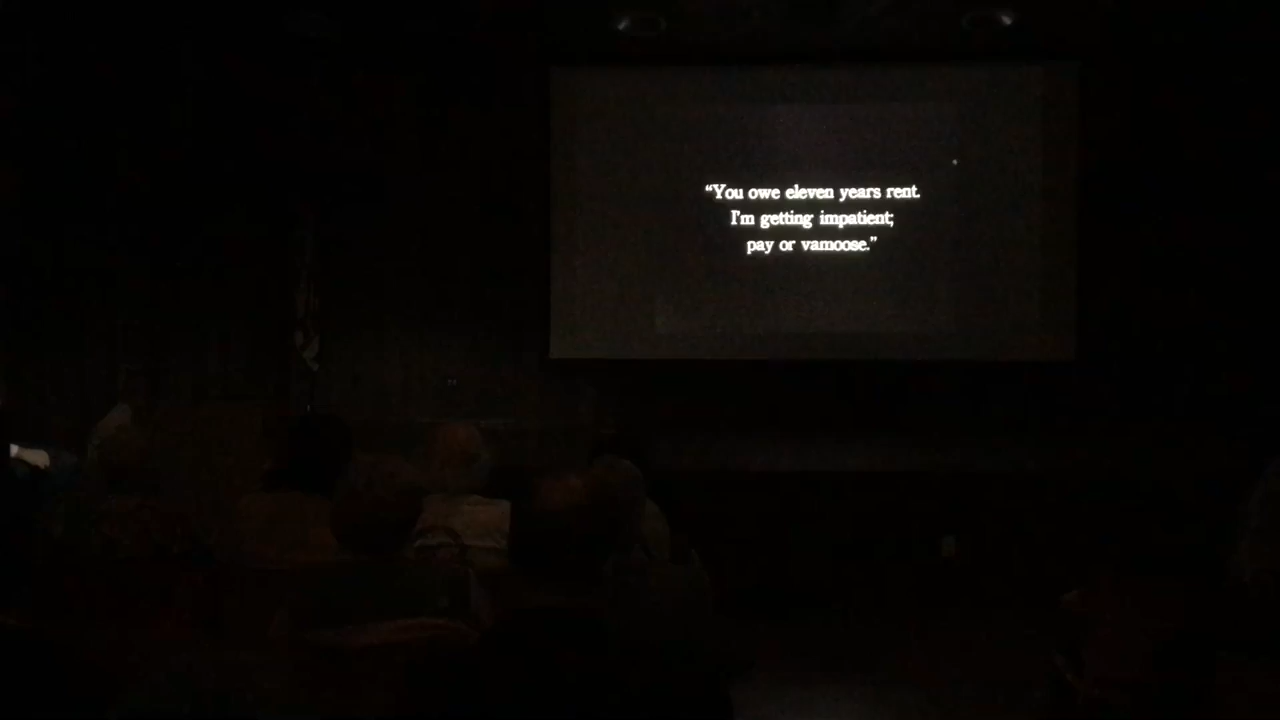 “You owe eleven years rent.
I'm getting impatient;
pay or vamoose.”